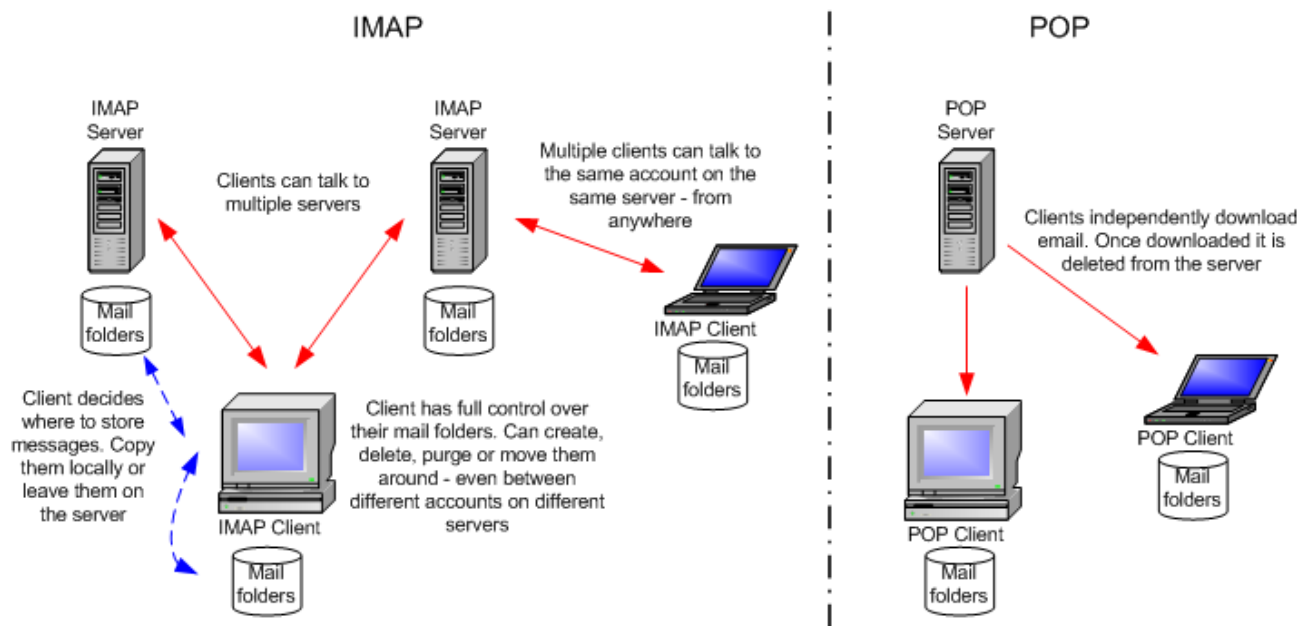 IMAP
POP
IMAP
Server
IMAP
Server
POP
Server
Clients can talk to
multiple servers
Multiple clients can talk to
the same account on the
same server - from
anywhere
Clients independently download
email. Once downloaded it is
deleted from the server
Mail
folders
Mail
folders
IMAP Client
Mail
folders
Client decides
where to store
messages. Copy
them locally or
leave them on
the server
Client has full control over
their mail folders. Can create,
delete, purge or move them
around - even between
different accounts on different
servers
IMAP Client
Mail
folders
POP Client
Mail
folders
POP Client
Mail
folders